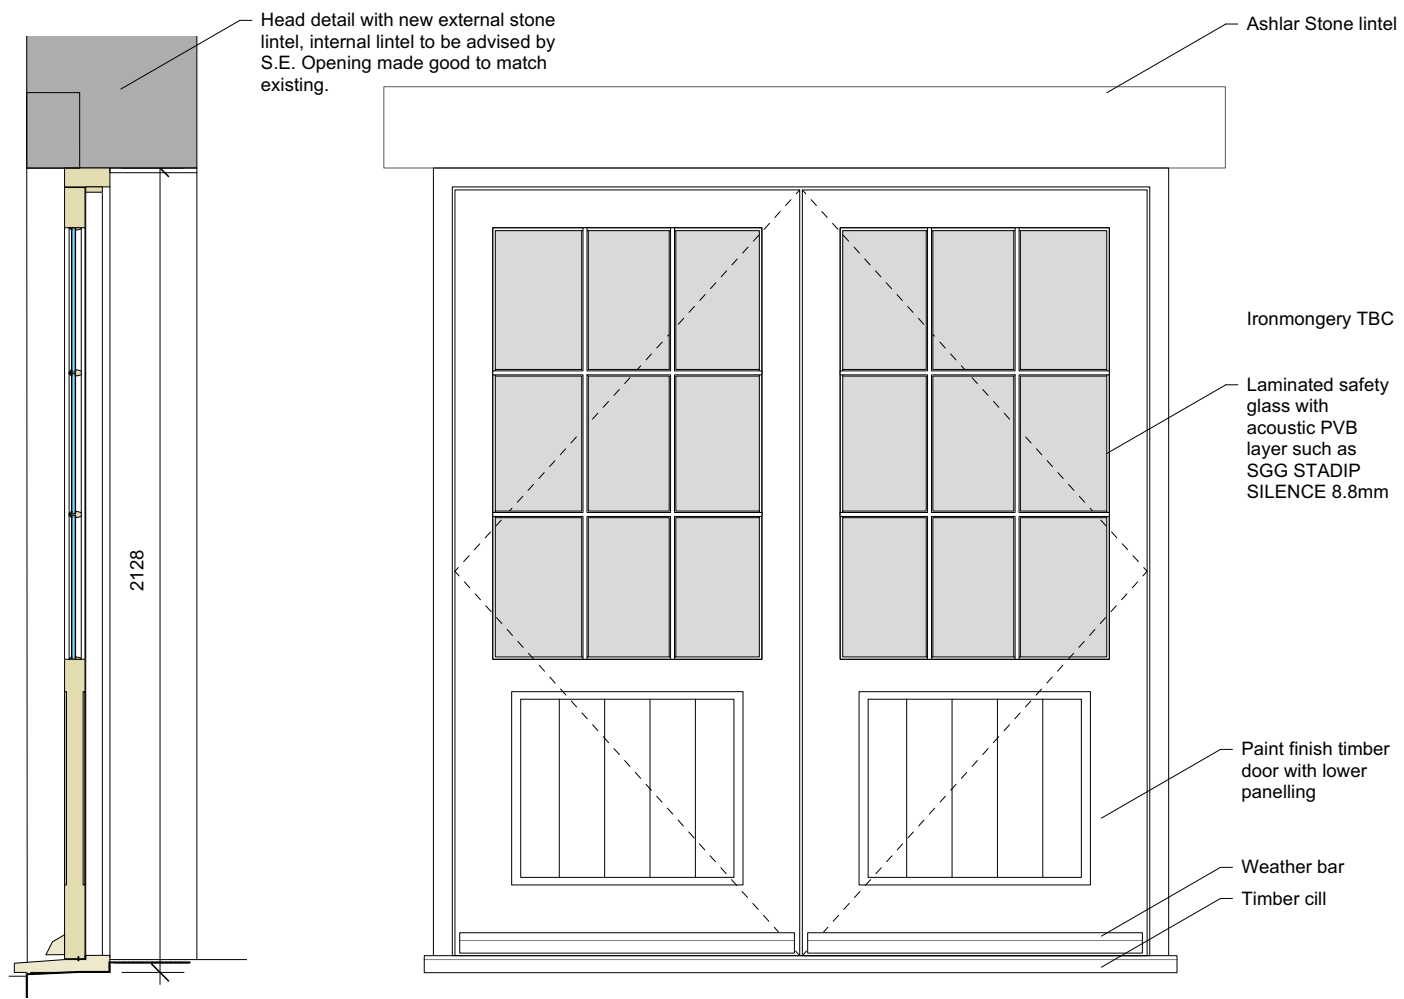 Head detail with new external stone
lintel, internal lintel to be advised by
S.E. Opening made good to match
existing.
Ashlar Stone lintel
Ironmongery TBC
Laminated safety
glass with
acoustic PVB
layer such as
SGG STADIP
SILENCE 8.8mm
2128
Paint finish timber
door with lower
panelling
Weather bar
Timber cill